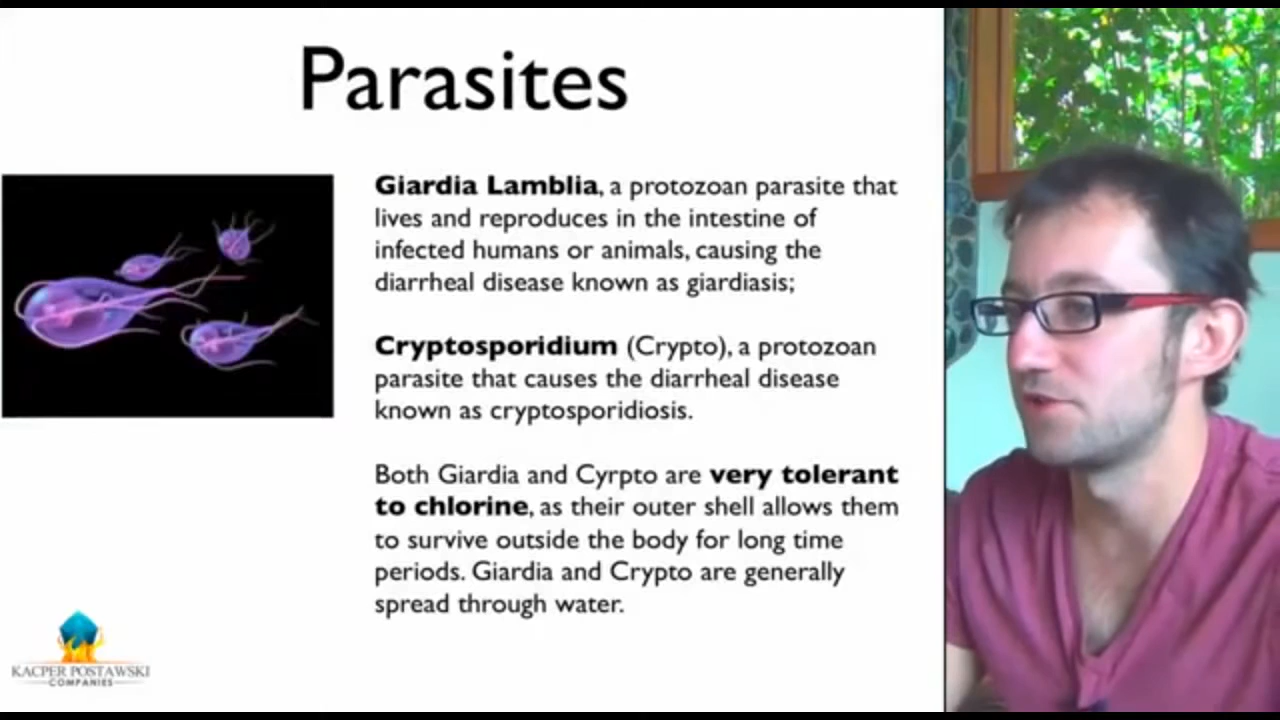 Parasites
Giardia Lamblia, a protozoan parasite that
lives and reproduces in the intestine of
infected humans or animals, causing the
diarrheal disease known as giardiasis;
Cryptosporidium (Crypto), a protozoan
parasite that causes the diarrheal disease
known as cryptosporidiosis.
Both Giardia and Cyrpto are very tolerant
to chlorine, as their outer shell allows them
to survive outside the body for long time
periods. Giardia and Crypto are generally
spread through water.
KACPER POSTAWSKI
COMPANIES